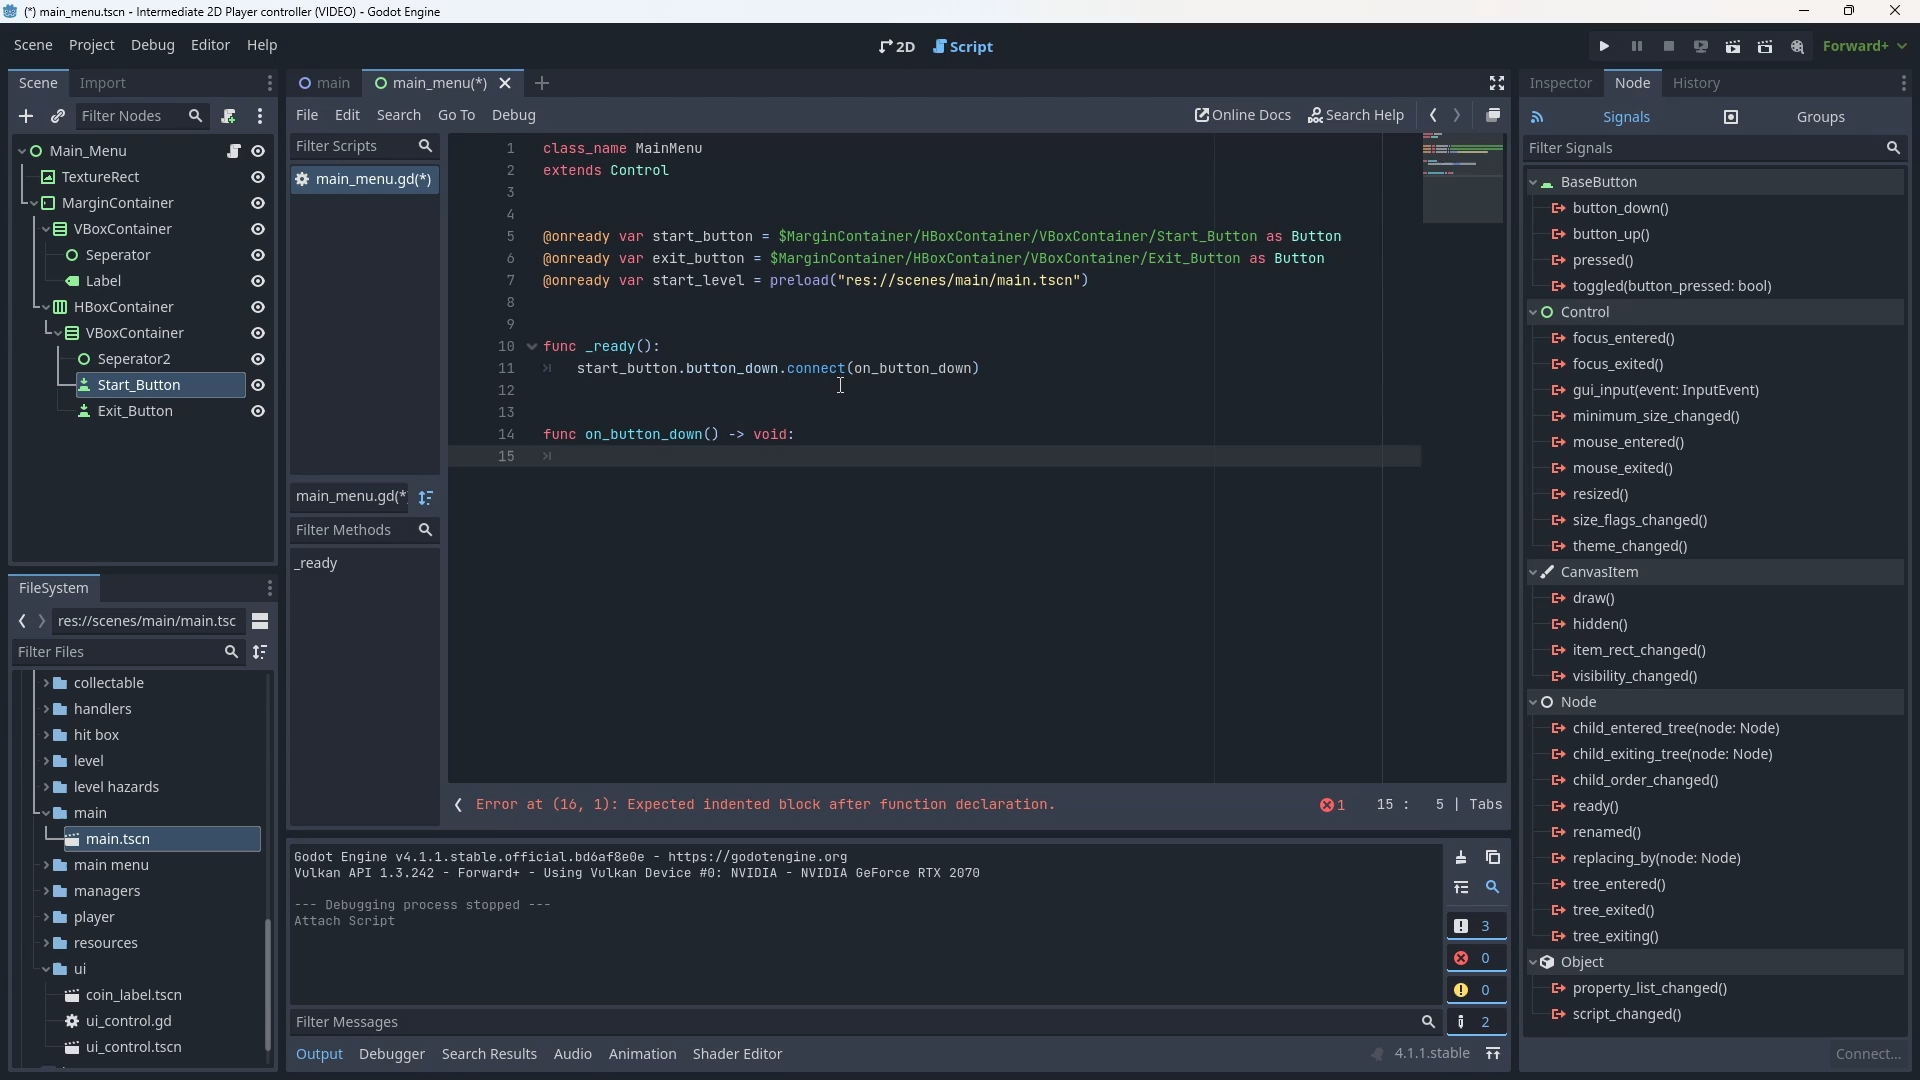 (*) main_menu.tscn - Intermediate 2D Player controller (VIDEO) - Godot Engine
Scene Project Debug Editor Help
2D Script
Forward+
Scene Import
Filter Nodes
Main_Menu
TextureRect
MarginContainer
VBoxContainer
Seperator
Label
HBoxContainer
VBoxContainer
Seperator2
Start_Button
Exit_Button
FileSystem
res://scenes/main/main.tsc
Filter Files
collectable
handlers
hit box
level
level hazards
main
main.tscn
main menu
managers
player
resources
ui
coin_label.tscn
ui_control.gd
ui_control.tscn
main main_menu(*)
File Edit Search Go To Debug
Online Docs Search Help
Filter Scripts
main_menu.gd(*)
main_menu.gd(*
Filter Methods
_ready
1 class_name MainMenu
2 extends Control
3
4
5 @onready var start_button = $MarginContainer/HBoxContainer/VBoxContainer/Start_Button as Button
6 @onready var exit_button = $MarginContainer/HBoxContainer/VBoxContainer/Exit_Button as Button
7 @onready var start_level = preload("res://scenes/main/main.tscn")
8
9
10 func _ready():
11 start_button.button_down.connect(on_button_down)
12
13
14 func on_button_down() -> void:
15
Error at (16, 1): Expected indented block after function declaration.
1 15 : 5 | Tabs
Godot Engine v4.1.1.stable.official.bd6af8e0e - https://godotengine.org
Vulkan API 1.3.242 - Forward+ - Using Vulkan Device #0: NVIDIA - NVIDIA GeForce RTX 2070
--- Debugging process stopped ---
Attach Script
3
0
0
2
Filter Messages
Output Debugger Search Results Audio Animation Shader Editor
4.1.1.stable
Inspector Node History
Signals Groups
Filter Signals
BaseButton
button_down()
button_up()
pressed()
toggled(button_pressed: bool)
Control
focus_entered()
focus_exited()
gui_input(event: InputEvent)
minimum_size_changed()
mouse_entered()
mouse_exited()
resized()
size_flags_changed()
theme_changed()
CanvasItem
draw()
hidden()
item_rect_changed()
visibility_changed()
Node
child_entered_tree(node: Node)
child_exiting_tree(node: Node)
child_order_changed()
ready()
renamed()
replacing_by(node: Node)
tree_entered()
tree_exited()
tree_exiting()
Object
property_list_changed()
script_changed()
Connect...